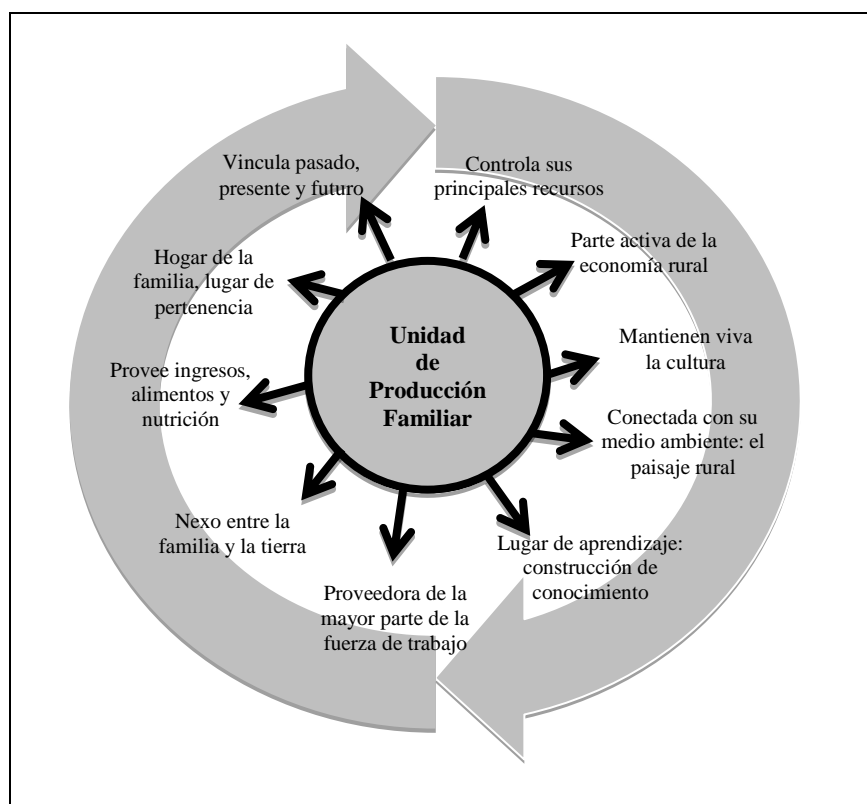 Vincula pasado,
presente y futuro
Controla sus
principales recursos
Parte activa de la
economía rural
Hogar de la
familia, lugar de
pertenencia
Unidad
de
Producción
Familiar
Mantienen viva
la cultura
Provee ingresos,
alimentos y
nutrición
Conectada con su
medio ambiente: el
paisaje rural
Nexo entre la
familia y la tierra
Lugar de aprendizaje:
construcción de
conocimiento
Proveedora de la
mayor parte de la
fuerza de trabajo